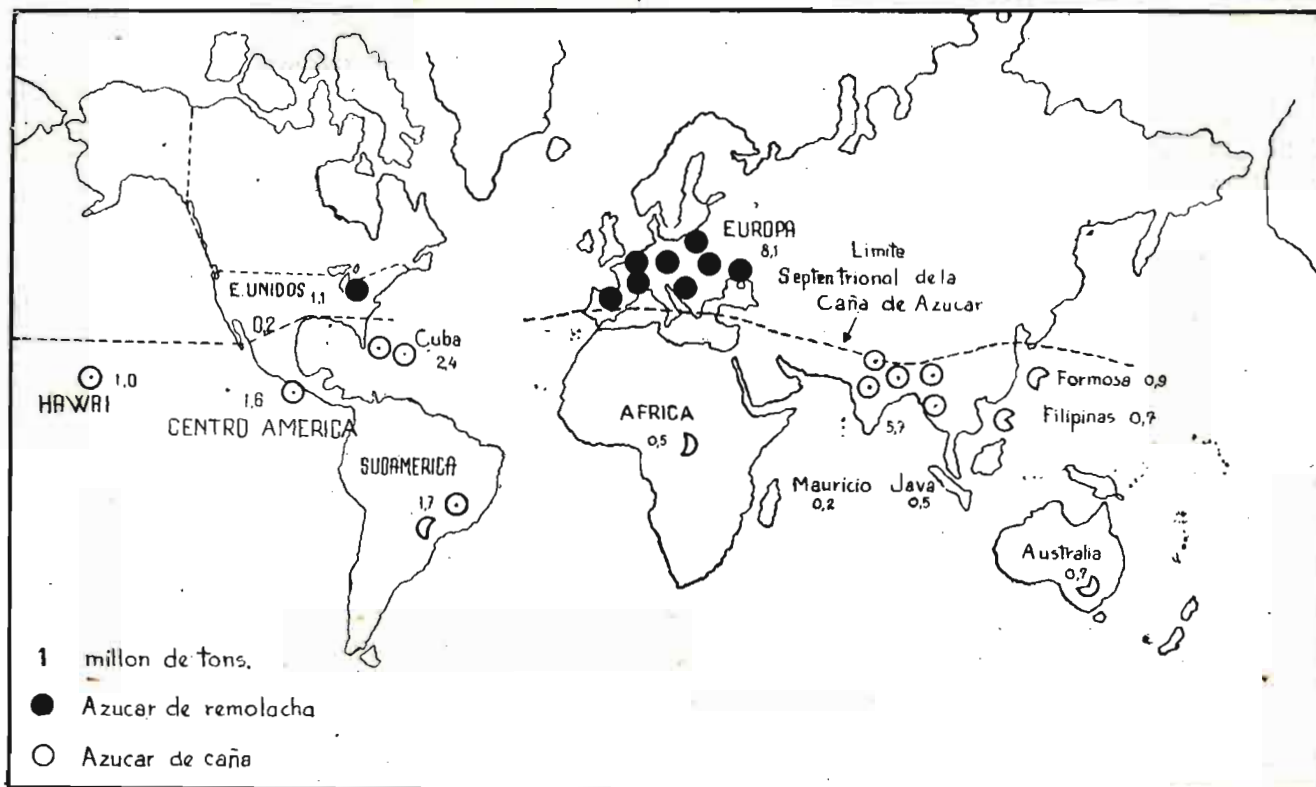 EUROPA
8,1
Limite
Septentrional de la
Caña de Azucar
E. UNIDOS 1,1
0,2
Cuba
2,4
1,0
HAWAI
1,6
CENTRO AMERICA
AFRICA
0,5
5,7
Formosa 0,9
Filipinas 0,7
SUDAMERICA
1,7
Mauricio
0,2
Java
0,5
Australia
0,7
1 millon de tons.
Azucar de remolacha
Azucar de caña